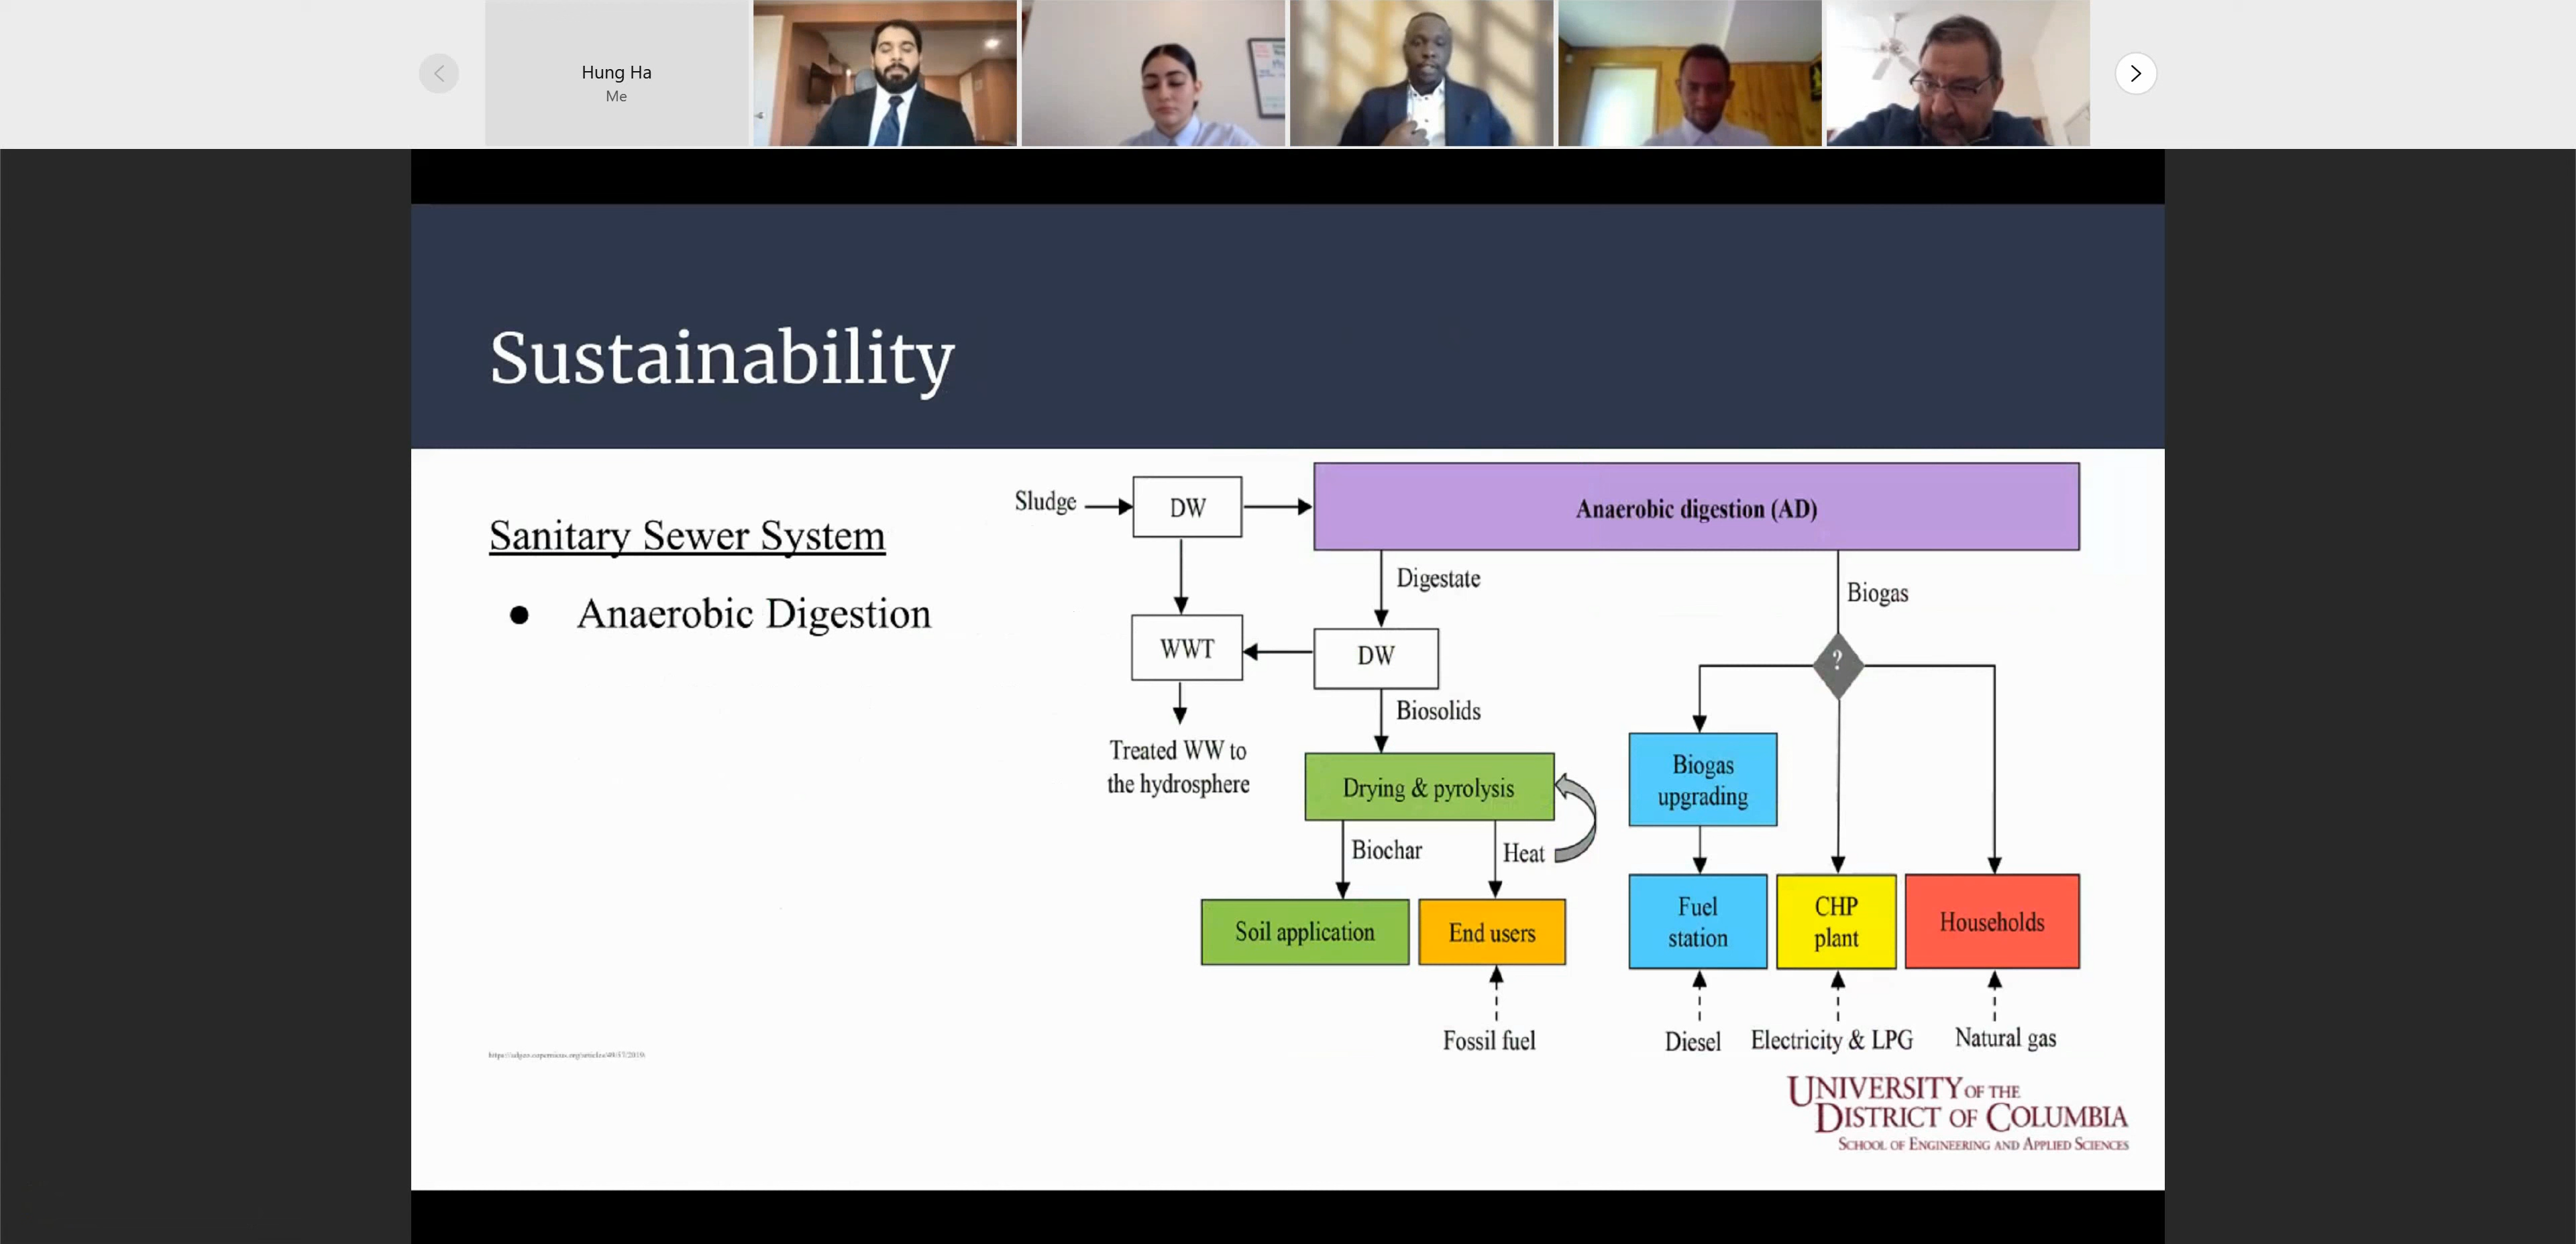 Hung Ha
Me
Sustainability
Sanitary Sewer System
● Anaerobic Digestion
Sludge
DW
Anaerobic digestion (AD)
Digestate
Biogas
WWT
DW
?
Biosolids
Treated WW to
the hydrosphere
Drying & pyrolysis
Biogas
upgrading
Biochar
Heat
Soil application
End users
Fuel
station
CHP
plant
Households
Fossil fuel
Diesel
Electricity & LPG
Natural gas
UNIVERSITY OF THE
DISTRICT OF COLUMBIA
SCHOOL OF ENGINEERING AND APPLIED SCIENCES